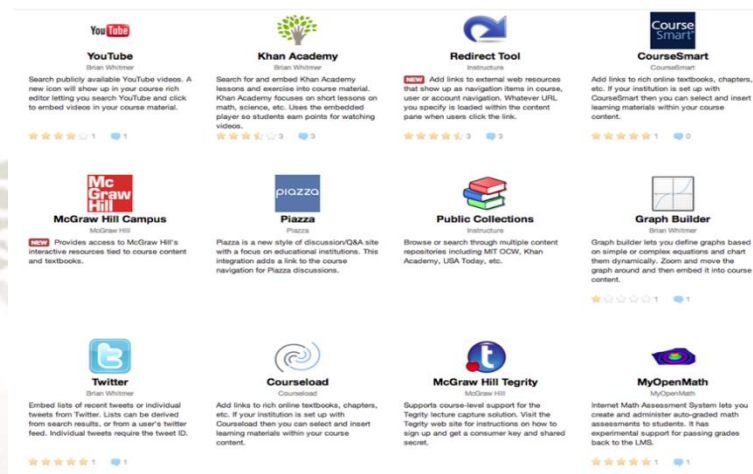 You Tube
YouTube
Brian Whitmer
Search publicly available YouTube videos. A
new icon will show up in your course rich
editor letting you search YouTube and click
to embed videos in your course material.
1 1
Khan Academy
Brian Whitmer
Search for and embed Khan Academy
lessons and exercise into course material.
Khan Academy focuses on short lessons on
math, science, etc. Uses the embedded
player so students earn points for watching
videos.
3 3
Redirect Tool
Instructure
NEW Add links to external web resources
that show up as navigation items in course,
user or account navigation. Whatever URL
you specify is loaded within the content
pane when users click the link.
3 3
Course
Smart
CourseSmart
CourseSmart
Add links to rich online textbooks, chapters,
etc. If your institution is set up with
CourseSmart then you can select and insert
learning materials within your course
content.
1 0
Mc
Graw
Hill
McGraw Hill Campus
McGraw Hill
NEW Provides access to McGraw Hill's
interactive resources tied to course content
and textbooks.
piazza
Piazza
Piazza
Piazza is a new style of discussion/Q&A site
with a focus on educational institutions. This
integration adds a link to the course
navigation for Piazza discussions.
Public Collections
Instructure
Browse or search through multiple content
repositories including MIT OCW, Khan
Academy, USA Today, etc.
Graph Builder
Brian Whitmer
Graph builder lets you define graphs based
on simple or complex equations and chart
them dynamically. Zoom and move the
graph around and then embed it into course
content.
1 1
Twitter
Brian Whitmer
Embed lists of recent tweets or individual
tweets from Twitter. Lists can be derived
from search results, or from a user's twitter
feed. Individual tweets require the tweet ID.
1 1
Courseload
Courseload
Add links to rich online textbooks, chapters,
etc. If your institution is set up with
Courseload then you can select and insert
learning materials within your course
content.
t
McGraw Hill Tegrity
McGraw Hill
Supports course-level support for the
Tegrity lecture capture solution. Visit the
Tegrity web site for instructions on how to
sign up and get a consumer key and shared
secret.
MyOpenMath
MyOpenMath
Internet Math Assessment System lets you
create and administer auto-graded math
assessments to students. It has
experimental support for passing grades
back to the LMS.
1 1